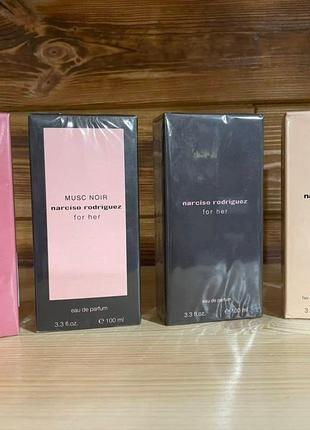 MUSC NOIR
narciso rodriguez
for her
eau de parfum
3.3 fl.oz. ℮ 100 ml
narciso rodriguez
for her
eau de parfum
3.3 fl.oz. ℮ 100 ml